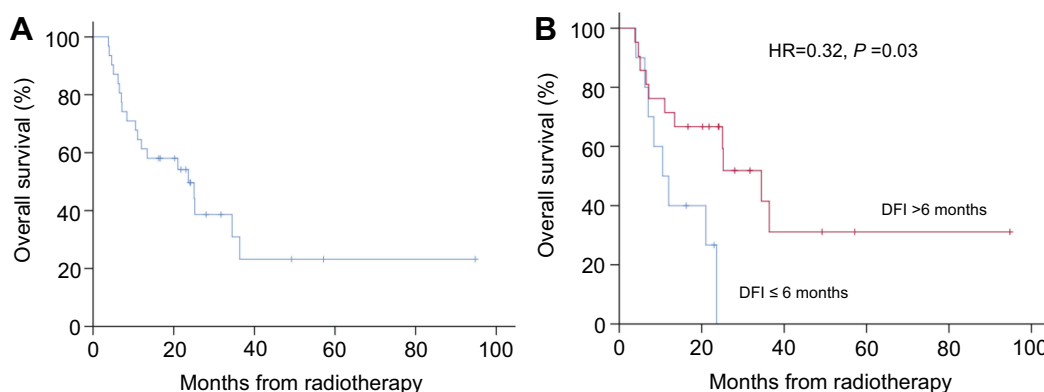 A
Overall survival (%)
100
80
60
40
20
0
0 20 40 60 80 100
Months from radiotherapy
B
HR=0.32, P =0.03
Overall survival (%)
100
80
60
40
20
0
DFI >6 months
DFI ≤ 6 months
0 20 40 60 80 100
Months from radiotherapy